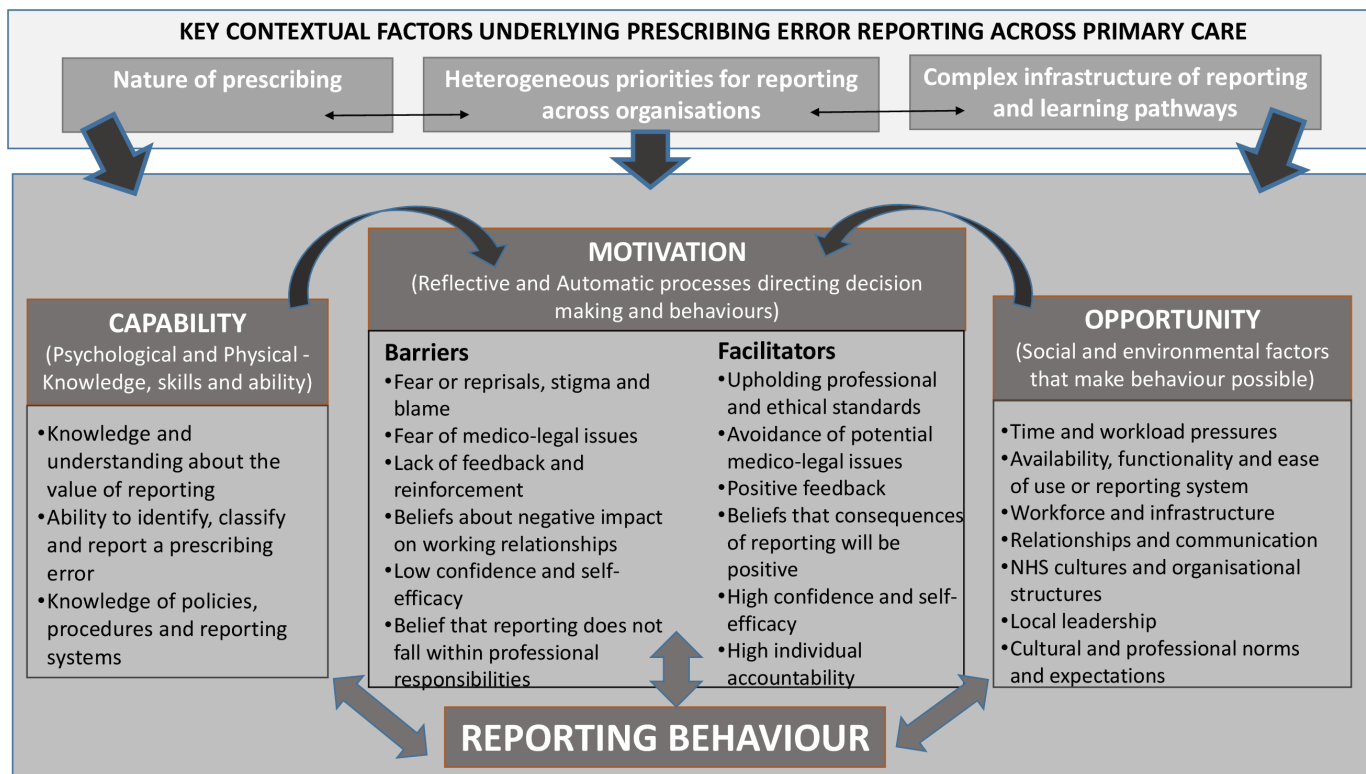 KEY CONTEXTUAL FACTORS UNDERLYING PRESCRIBING ERROR REPORTING ACROSS PRIMARY CARE
Nature of prescribing
Heterogeneous priorities for reporting
across organisations
Complex infrastructure of reporting
and learning pathways
CAPABILITY
(Psychological and Physical -
Knowledge, skills and ability)
•Knowledge and
understanding about the
value of reporting
•Ability to identify, classify
and report a prescribing
error
•Knowledge of policies,
procedures and reporting
systems
MOTIVATION
(Reflective and Automatic processes directing decision
making and behaviours)
Barriers
•Fear or reprisals, stigma and
blame
•Fear of medico-legal issues
•Lack of feedback and
reinforcement
•Beliefs about negative impact
on working relationships
•Low confidence and self-
efficacy
•Belief that reporting does not
fall within professional
responsibilities
Facilitators
•Upholding professional
and ethical standards
•Avoidance of potential
medico-legal issues
•Positive feedback
•Beliefs that consequences
of reporting will be
positive
•High confidence and self-
efficacy
•High individual
accountability
OPPORTUNITY
(Social and environmental factors
that make behaviour possible)
•Time and workload pressures
•Availability, functionality and ease
of use or reporting system
•Workforce and infrastructure
•Relationships and communication
•NHS cultures and organisational
structures
•Local leadership
•Cultural and professional norms
and expectations
REPORTING BEHAVIOUR